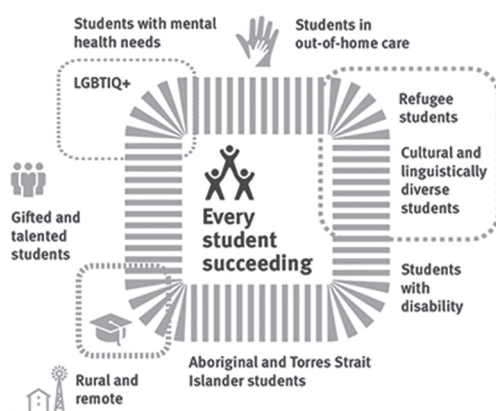 Students with mental
health needs
Students in
out-of-home care
LGBTIQ+
Refugee
students
Cultural and
linguistically
diverse
students
Every
student
succeeding
Gifted and
talented
students
Students
with
disability
Aboriginal and Torres Strait
Islander students
Rural and
remote